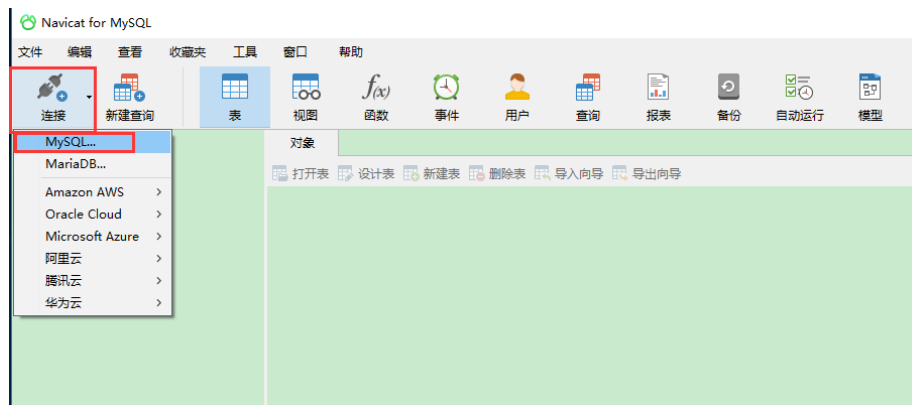 Navicat for MySQL
文件 编辑 查看 收藏夹 工具 窗口 帮助
连接 新建查询 表 视图 f(x) 函数 事件 用户 查询 报表 备份 自动运行 模型
MySQL...
MariaDB...
Amazon AWS >
Oracle Cloud >
Microsoft Azure >
阿里云 >
腾讯云 >
华为云 >
对象
打开表 设计表 新建表 删除表 导入向导 导出向导